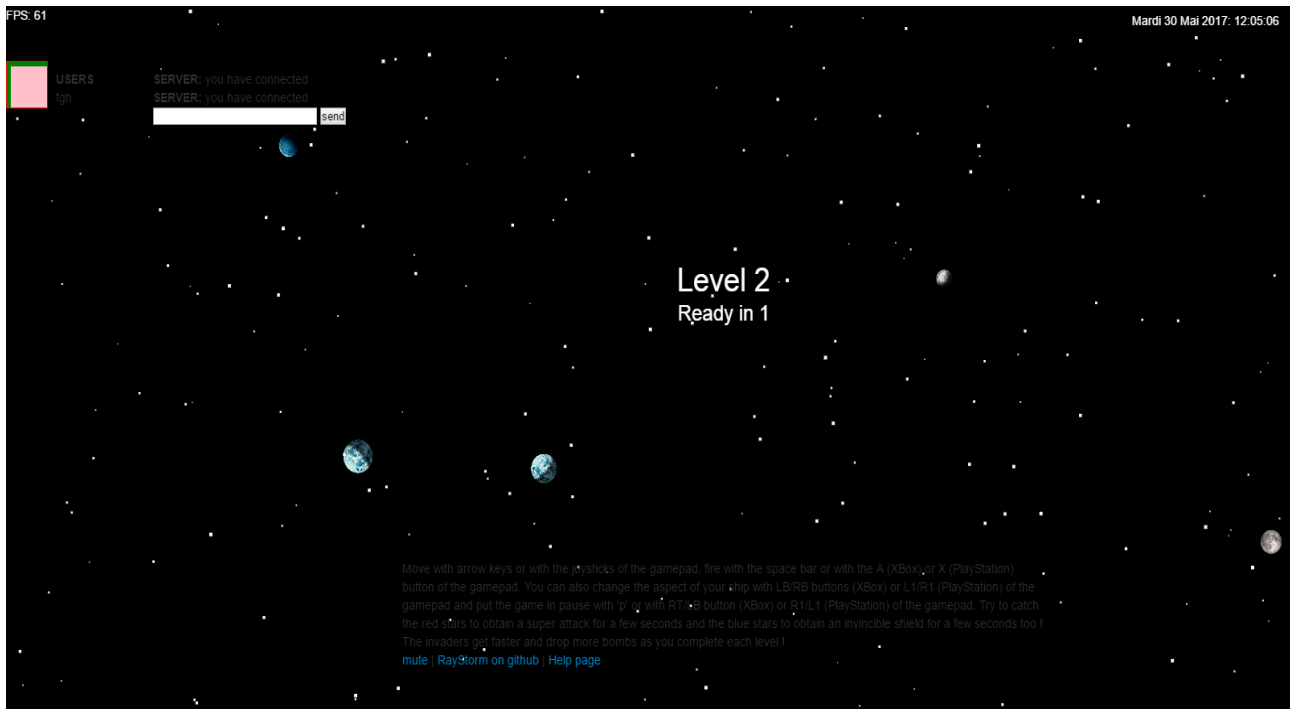 FPS: 61
Mardi 30 Mai 2017: 12:05:06
USERS
fgh
SERVER: you have connected
SERVER: you have connected
send
Level 2
Ready in 1
Move with arrow keys or with the joysticks of the gamepad, fire with the space bar or with the A (XBox) or X (PlayStation)
button of the gamepad. You can also change the aspect of your ship with LB/RB buttons (XBox) or L1/R1 (PlayStation) of the
gamepad and put the game in pause with 'p' or with RT/LB button (XBox) or R1/L1 (PlayStation) of the gamepad. Try to catch
the red stars to obtain a super attack for a few seconds and the blue stars to obtain an invincible shield for a few seconds too !
The invaders get faster and drop more bombs as you complete each level !
mute | RayStorm on github | Help page